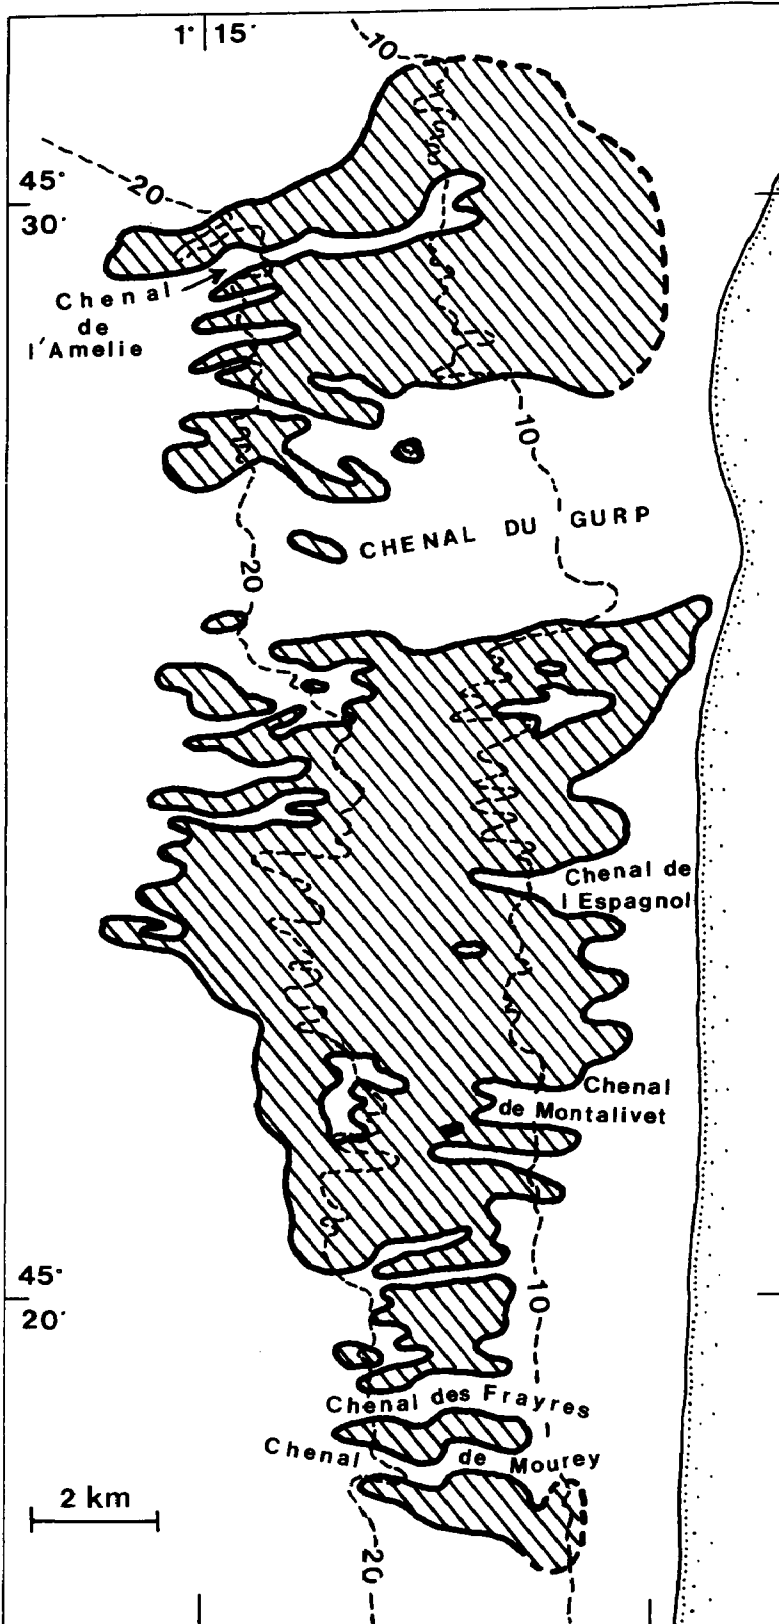 1° 15'
10
45°
30'
20
Chenal
de
l'Amelie
10
CHENAL DU GURP
20
Chenal de
l Espagnol
Chenal
de Montalivet
45°
20'
10
Chenal des Frayres
Chenal de Mourey
2 km
20